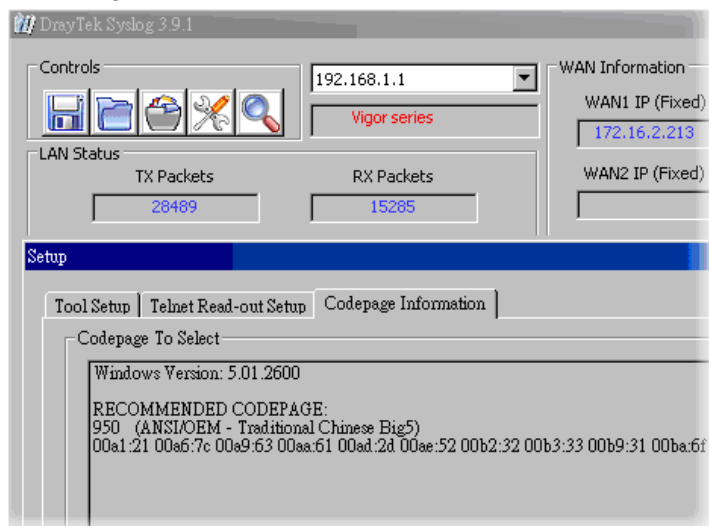 DrayTek Syslog 3.9.1
Controls
192.168.1.1
Vigor series
WAN Information
WAN1 IP (Fixed)
172.16.2.213
WAN2 IP (Fixed)
LAN Status
TX Packets
RX Packets
28489
15285
Setup
Tool Setup
Telnet Read-out Setup
Codepage Information
Codepage To Select
Windows Version: 5.01.2600
RECOMMENDED CODEPAGE:
950 (ANSI/OEM - Traditional Chinese Big5)
00a1:21 00a6:7c 00a9:63 00aa:61 00ad:2d 00ae:52 00b2:32 00b3:33 00b9:31 00ba:6f